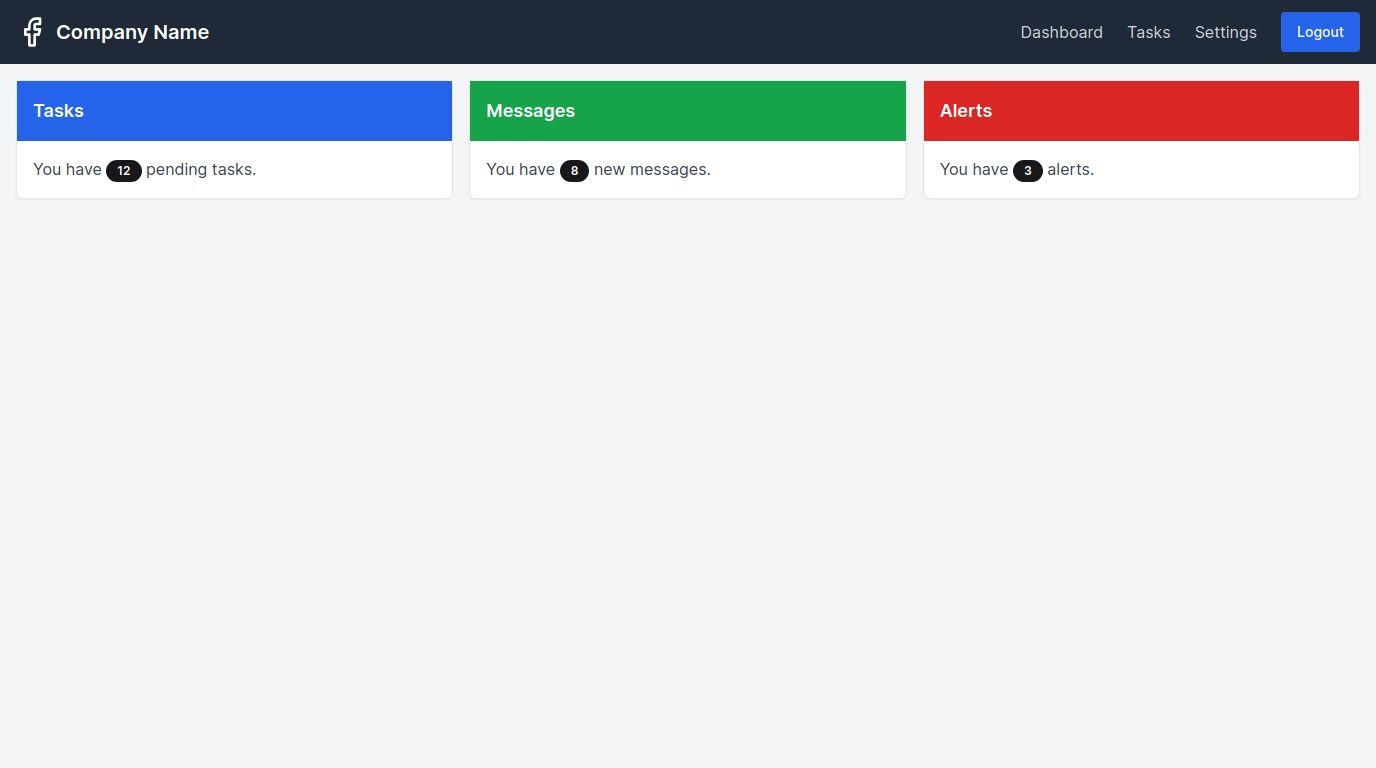 Company Name
Dashboard Tasks Settings Logout
Tasks
You have 12 pending tasks.
Messages
You have 8 new messages.
Alerts
You have 3 alerts.